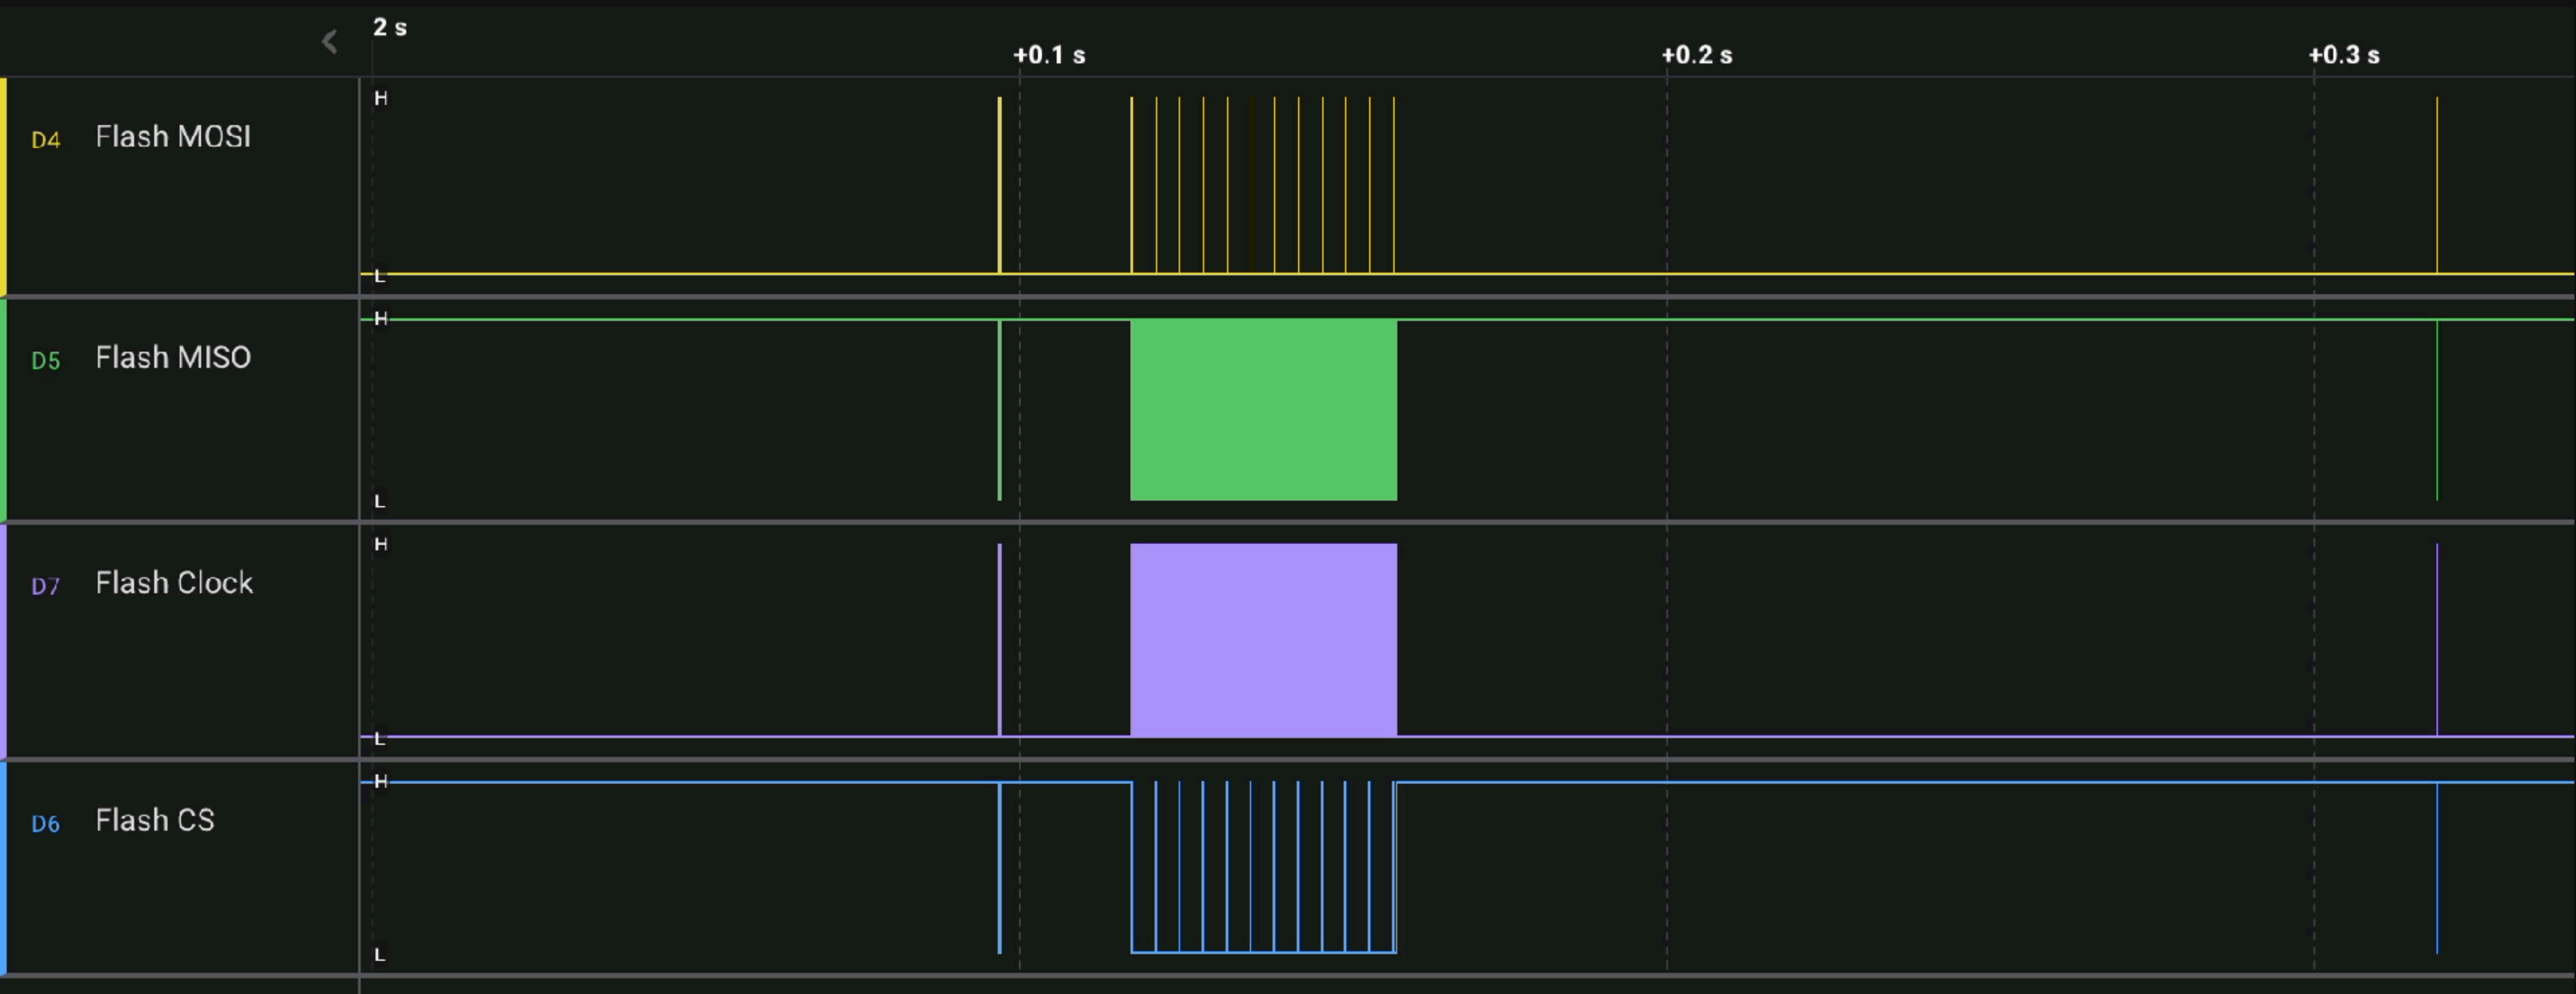 2 s
+0.1 s +0.2 s +0.3 s
H
D4 Flash MOSI
L
H
D5 Flash MISO
L
H
D7 Flash Clock
L
H
D6 Flash CS
L